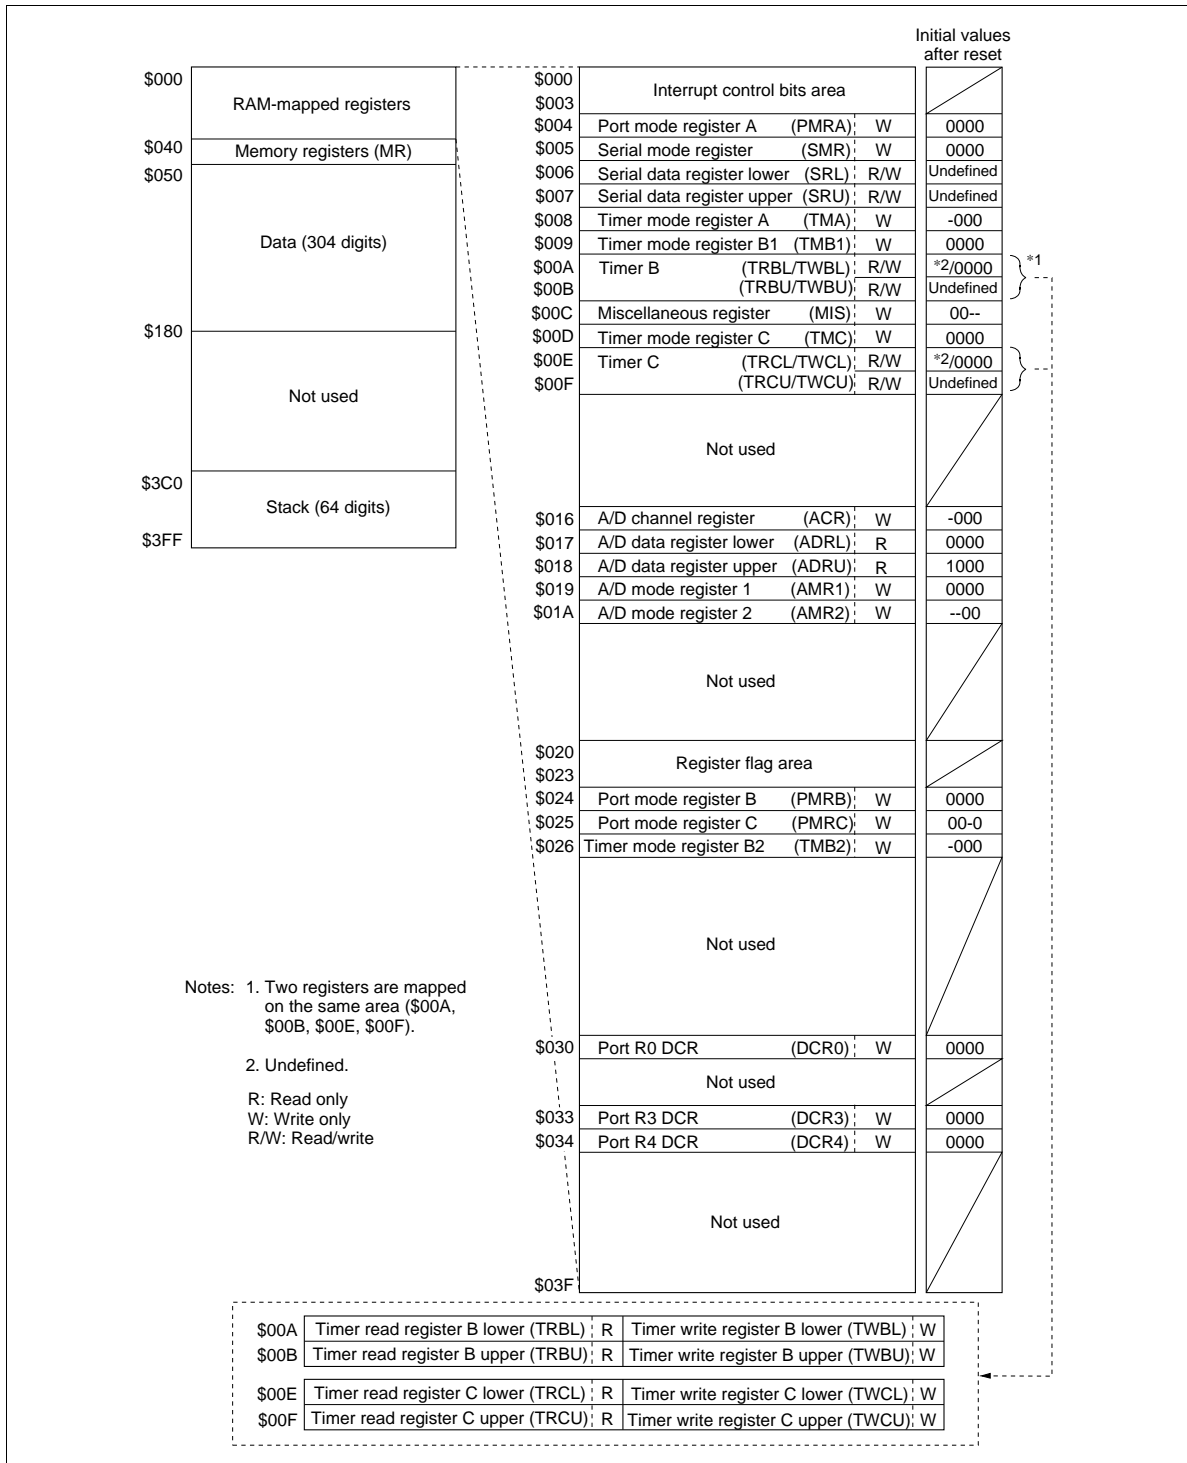 Initial values
after reset
$000
RAM-mapped registers
$040
Memory registers (MR)
$050
Data (304 digits)
$180
Not used
$3C0
Stack (64 digits)
$3FF
$000
$003
Interrupt control bits area
$004 Port mode register A (PMRA) W 0000
$005 Serial mode register (SMR) W 0000
$006 Serial data register lower (SRL) R/W Undefined
$007 Serial data register upper (SRU) R/W Undefined
$008 Timer mode register A (TMA) W -000
$009 Timer mode register B1 (TMB1) W 0000
$00A Timer B (TRBL/TWBL) R/W *2/0000 *1
$00B (TRBU/TWBU) R/W Undefined
$00C Miscellaneous register (MIS) W 00--
$00D Timer mode register C (TMC) W 0000
$00E Timer C (TRCL/TWCL) R/W *2/0000
$00F (TRCU/TWCU) R/W Undefined
Not used
$016 A/D channel register (ACR) W -000
$017 A/D data register lower (ADRL) R 0000
$018 A/D data register upper (ADRU) R 1000
$019 A/D mode register 1 (AMR1) W 0000
$01A A/D mode register 2 (AMR2) W --00
Not used
$020
$023
Register flag area
$024 Port mode register B (PMRB) W 0000
$025 Port mode register C (PMRC) W 00-0
$026 Timer mode register B2 (TMB2) W -000
Not used
$030 Port R0 DCR (DCR0) W 0000
Not used
$033 Port R3 DCR (DCR3) W 0000
$034 Port R4 DCR (DCR4) W 0000
Not used
$03F
Notes: 1. Two registers are mapped
on the same area ($00A,
$00B, $00E, $00F).
2. Undefined.
R: Read only
W: Write only
R/W: Read/write
$00A Timer read register B lower (TRBL) R Timer write register B lower (TWBL) W
$00B Timer read register B upper (TRBU) R Timer write register B upper (TWBU) W
$00E Timer read register C lower (TRCL) R Timer write register C lower (TWCL) W
$00F Timer read register C upper (TRCU) R Timer write register C upper (TWCU) W